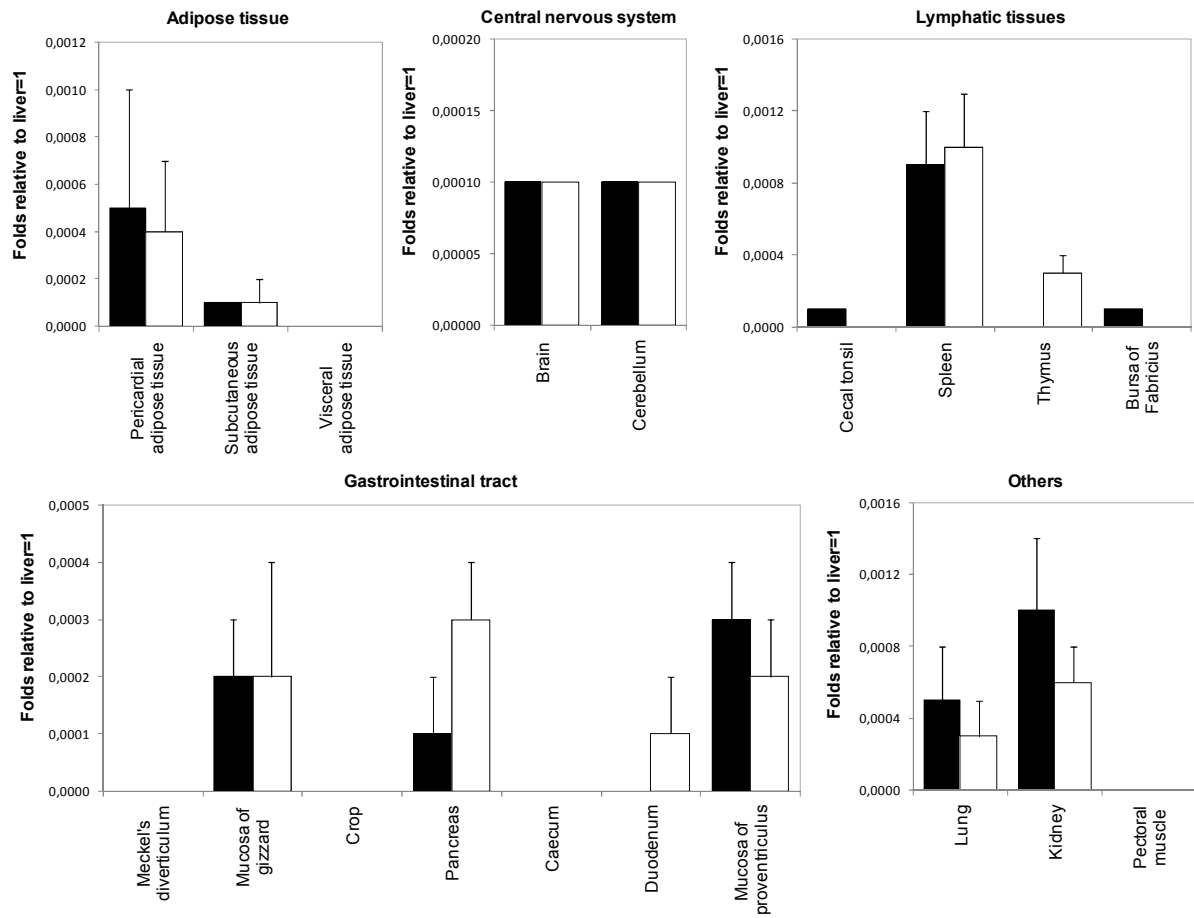 Adipose tissue
Folds relative to liver=1
0,0012
0,0010
0,0008
0,0006
0,0004
0,0002
0,0000
Pericardial
adipose tissue
Subcutaneous
adipose tissue
Visceral
adipose tissue
Central nervous system
Folds relative to liver=1
0,00020
0,00015
0,00010
0,00005
0,00000
Brain
Cerebellum
Lymphatic tissues
Folds relative to liver=1
0,0016
0,0012
0,0008
0,0004
0,0000
Cecal tonsil
Spleen
Thymus
Bursa of
Fabricius
Gastrointestinal tract
Folds relative to liver=1
0,0005
0,0004
0,0003
0,0002
0,0001
0,0000
Meckel's
diverticulum
Mucosa of
gizzard
Crop
Pancreas
Caecum
Duodenum
Mucosa of
proventriculus
Others
Folds relative to liver=1
0,0016
0,0012
0,0008
0,0004
0,0000
Lung
Kidney
Pectoral
muscle